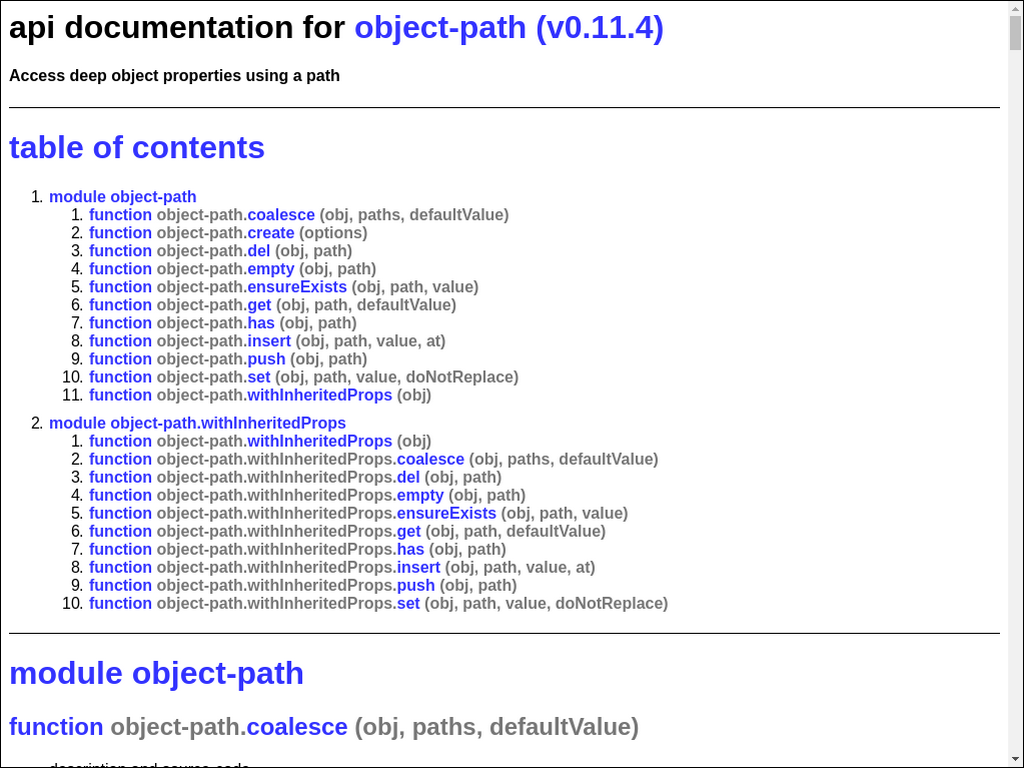 api documentation for object-path (v0.11.4)
Access deep object properties using a path
table of contents
1. module object-path
1. function object-path.coalesce (obj, paths, defaultValue)
2. function object-path.create (options)
3. function object-path.del (obj, path)
4. function object-path.empty (obj, path)
5. function object-path.ensureExists (obj, path, value)
6. function object-path.get (obj, path, defaultValue)
7. function object-path.has (obj, path)
8. function object-path.insert (obj, path, value, at)
9. function object-path.push (obj, path)
10. function object-path.set (obj, path, value, doNotReplace)
11. function object-path.withInheritedProps (obj)
2. module object-path.withInheritedProps
1. function object-path.withInheritedProps (obj)
2. function object-path.withInheritedProps.coalesce (obj, paths, defaultValue)
3. function object-path.withInheritedProps.del (obj, path)
4. function object-path.withInheritedProps.empty (obj, path)
5. function object-path.withInheritedProps.ensureExists (obj, path, value)
6. function object-path.withInheritedProps.get (obj, path, defaultValue)
7. function object-path.withInheritedProps.has (obj, path)
8. function object-path.withInheritedProps.insert (obj, path, value, at)
9. function object-path.withInheritedProps.push (obj, path)
10. function object-path.withInheritedProps.set (obj, path, value, doNotReplace)
module object-path
function object-path.coalesce (obj, paths, defaultValue)
description and source-code